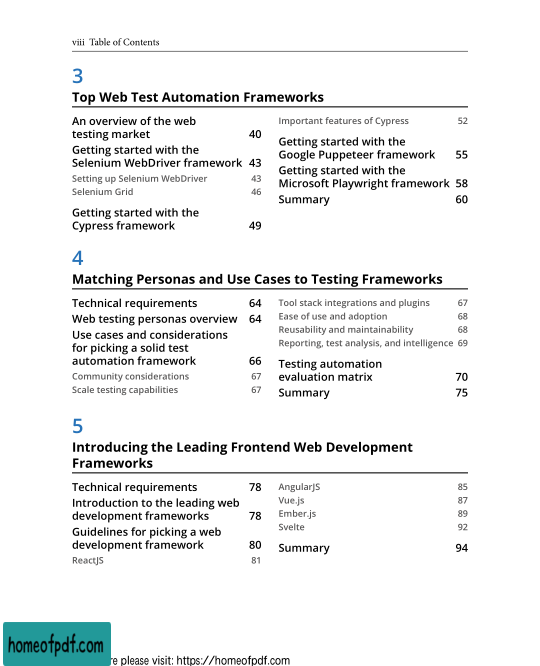 viii Table of Contents
3
Top Web Test Automation Frameworks
An overview of the web
testing market 40
Getting started with the
Selenium WebDriver framework 43
Setting up Selenium WebDriver 43
Selenium Grid 46
Getting started with the
Cypress framework 49
Important features of Cypress 52
Getting started with the
Google Puppeteer framework 55
Getting started with the
Microsoft Playwright framework 58
Summary 60
4
Matching Personas and Use Cases to Testing Frameworks
Technical requirements 64
Web testing personas overview 64
Use cases and considerations
for picking a solid test
automation framework 66
Community considerations 67
Scale testing capabilities 67
Tool stack integrations and plugins 67
Ease of use and adoption 68
Reusability and maintainability 68
Reporting, test analysis, and intelligence 69
Testing automation
evaluation matrix 70
Summary 75
5
Introducing the Leading Frontend Web Development
Frameworks
Technical requirements 78
Introduction to the leading web
development frameworks 78
Guidelines for picking a web
development framework 80
ReactJS 81
AngularJS 85
Vue.js 87
Ember.js 89
Svelte 92
Summary 94
homeofpdf.com
please visit: https://homeofpdf.com